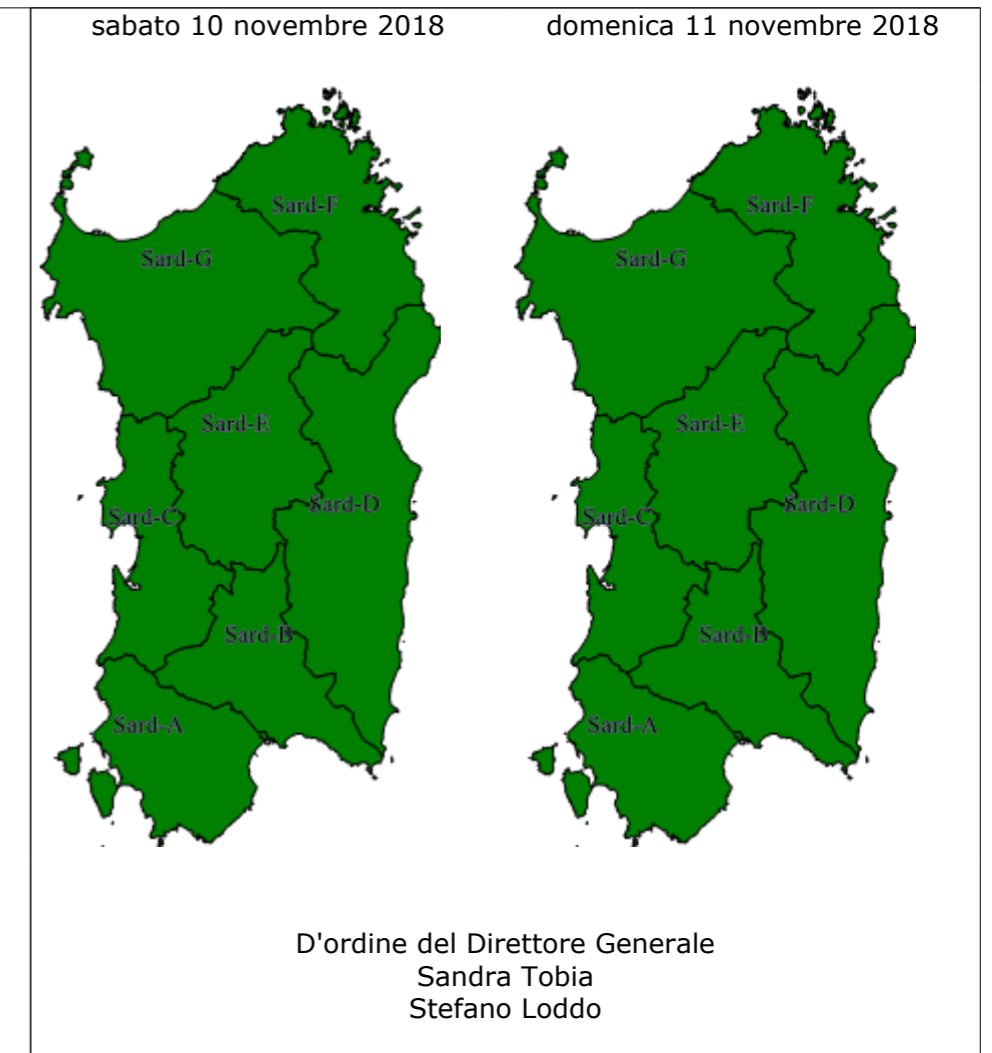 sabato 10 novembre 2018
domenica 11 novembre 2018
Sard-F
Sard-G
Sard-E
Sard-D
Sard-C
Sard-B
Sard-A
Sard-F
Sard-G
Sard-E
Sard-D
Sard-C
Sard-B
Sard-A
D'ordine del Direttore Generale
Sandra Tobia
Stefano Loddo